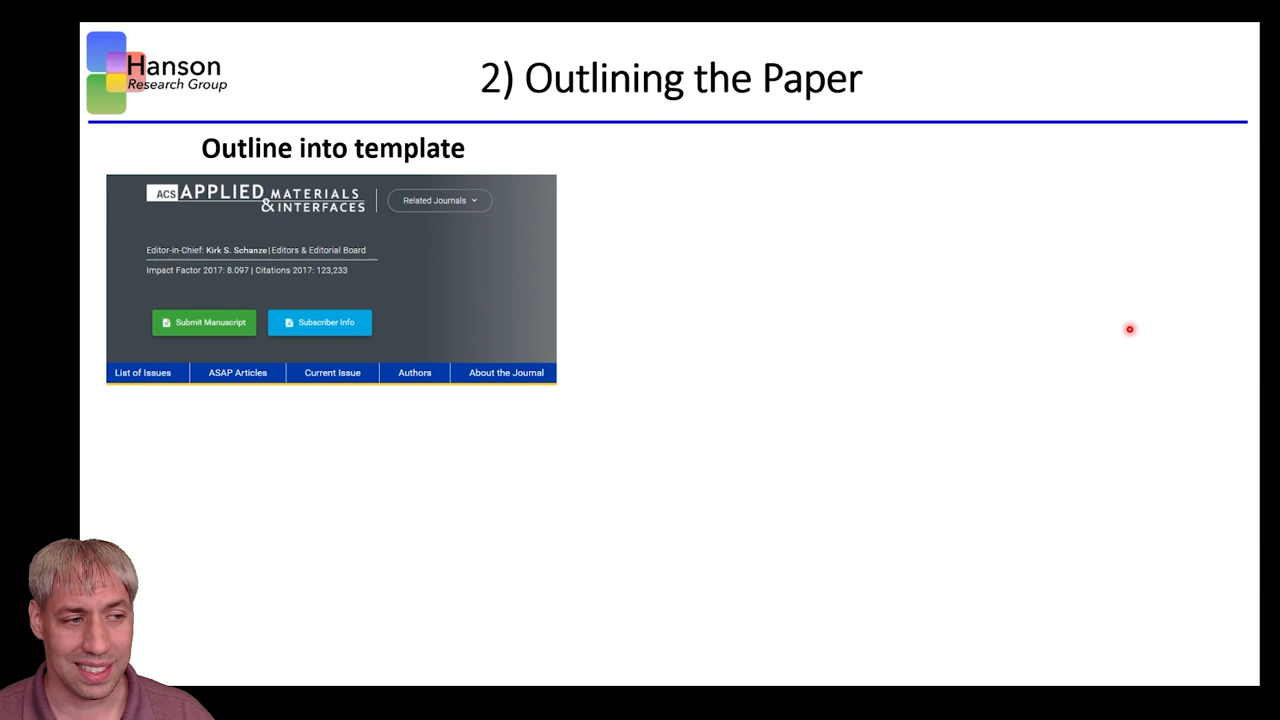 Hanson
Research Group
2) Outlining the Paper
Outline into template
ACS APPLIED MATERIALS
& INTERFACES
Related Journals
Editor-in-Chief: Kirk S. Schanze | Editors & Editorial Board
Impact Factor 2017: 8.097 | Citations 2017: 123,233
Submit Manuscript
Subscriber Info
List of Issues
ASAP Articles
Current Issue
Authors
About the Journal